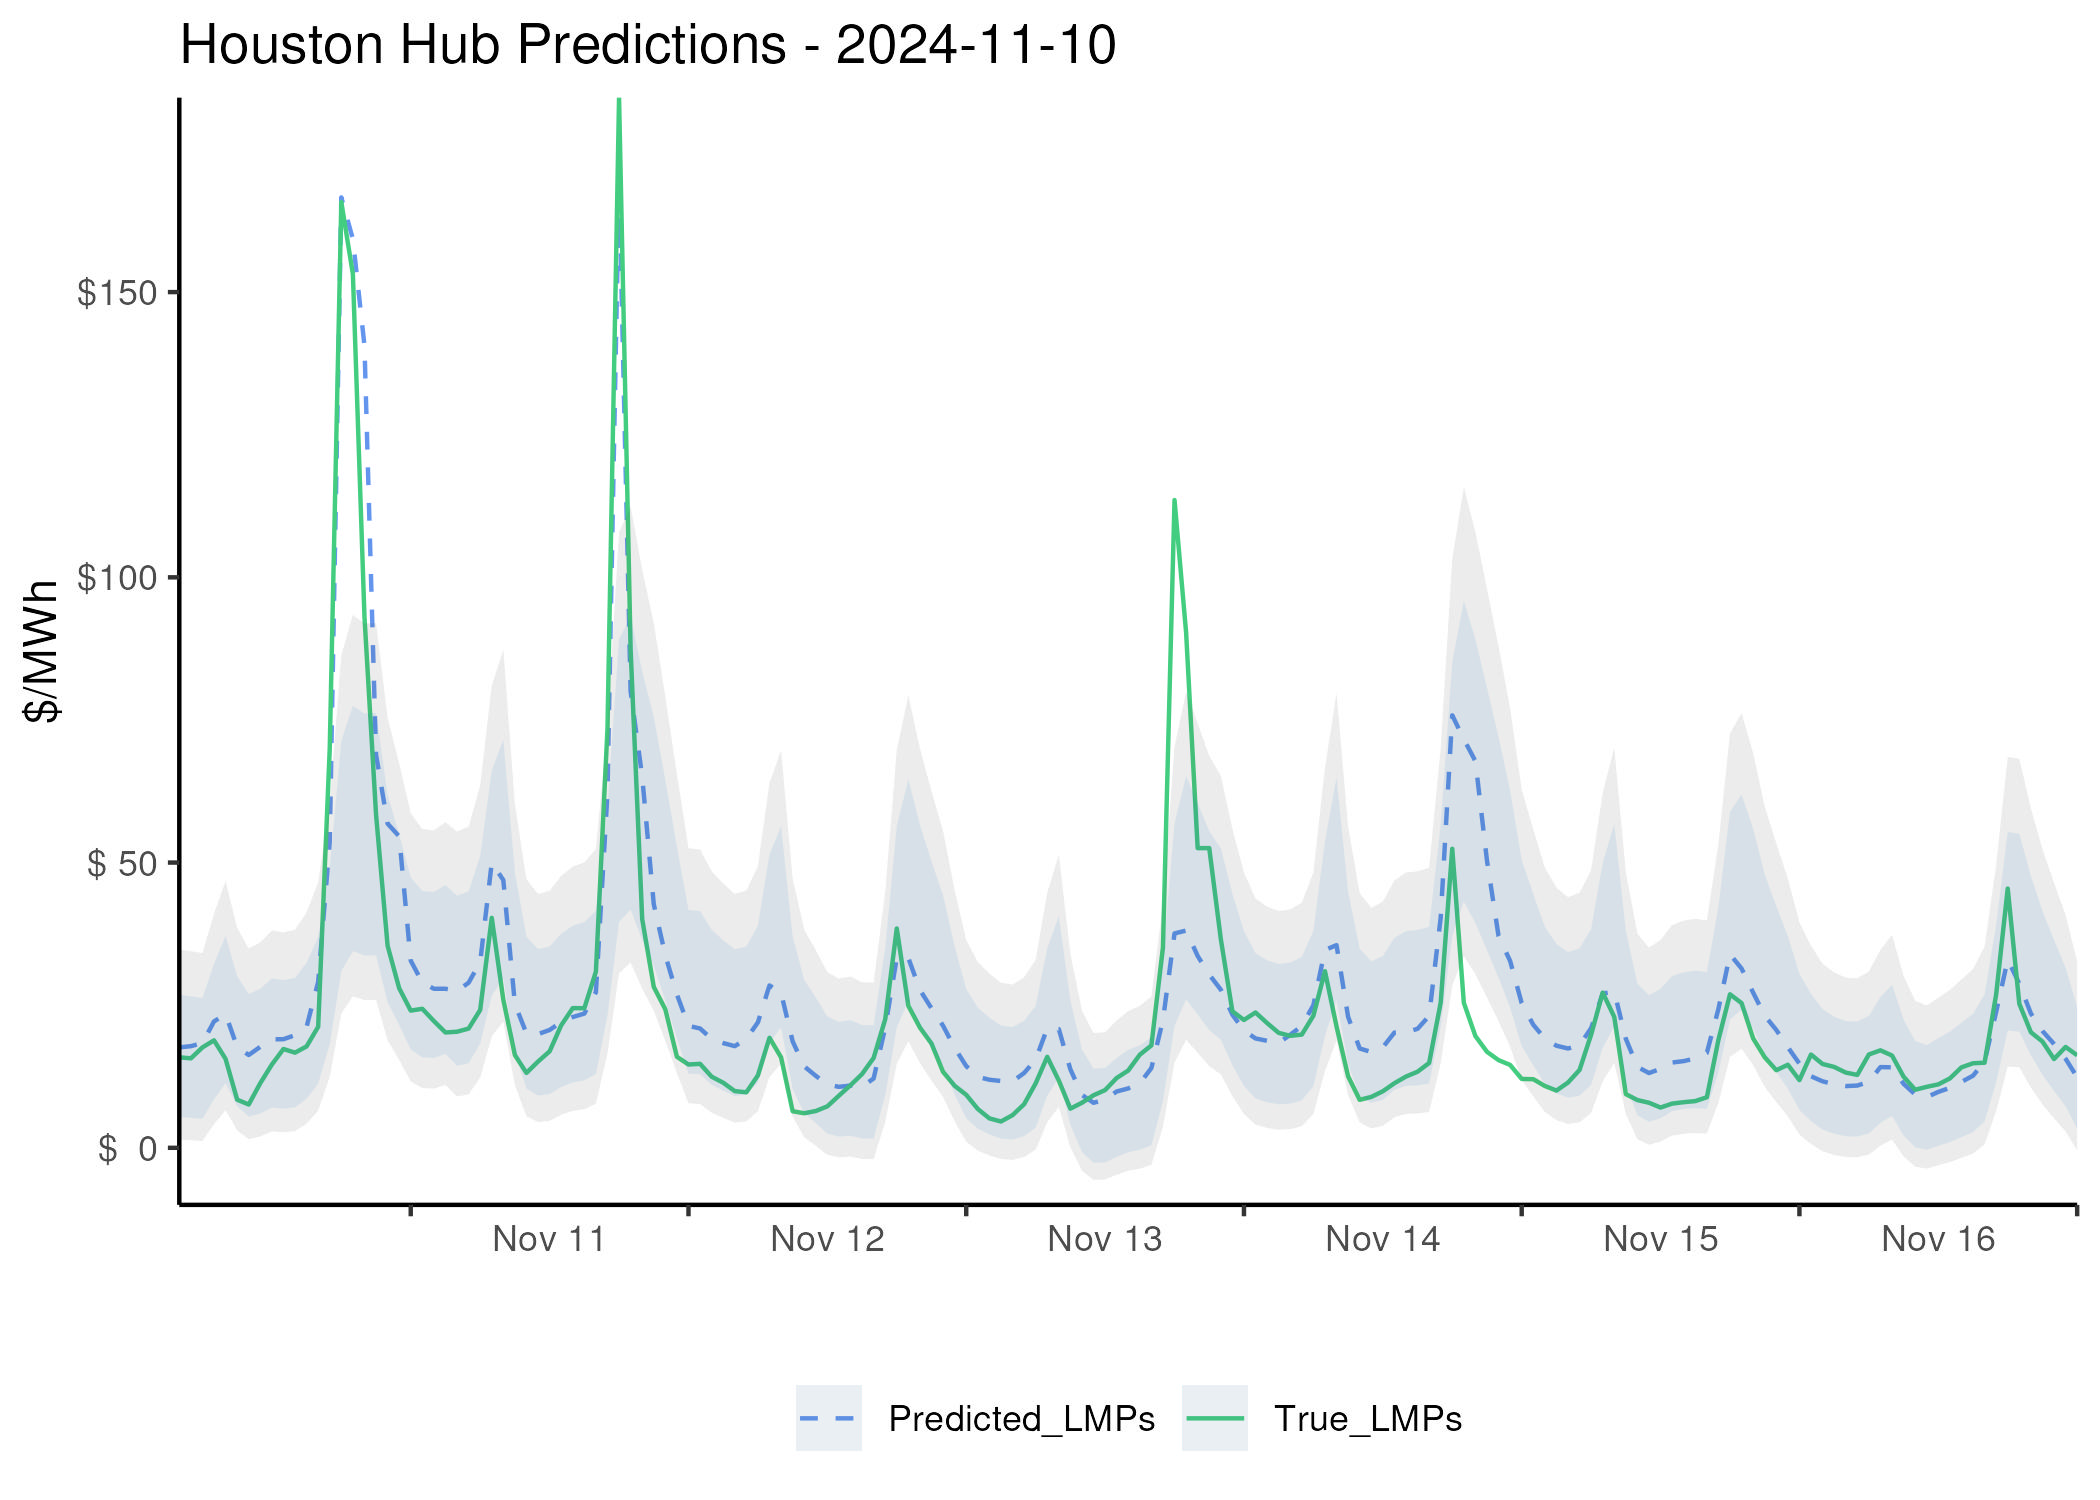 Houston Hub Predictions - 2024-11-10
$/MWh
$150
$100
$ 50
$  0
Nov 11
Nov 12
Nov 13
Nov 14
Nov 15
Nov 16
Predicted_LMPs
True_LMPs